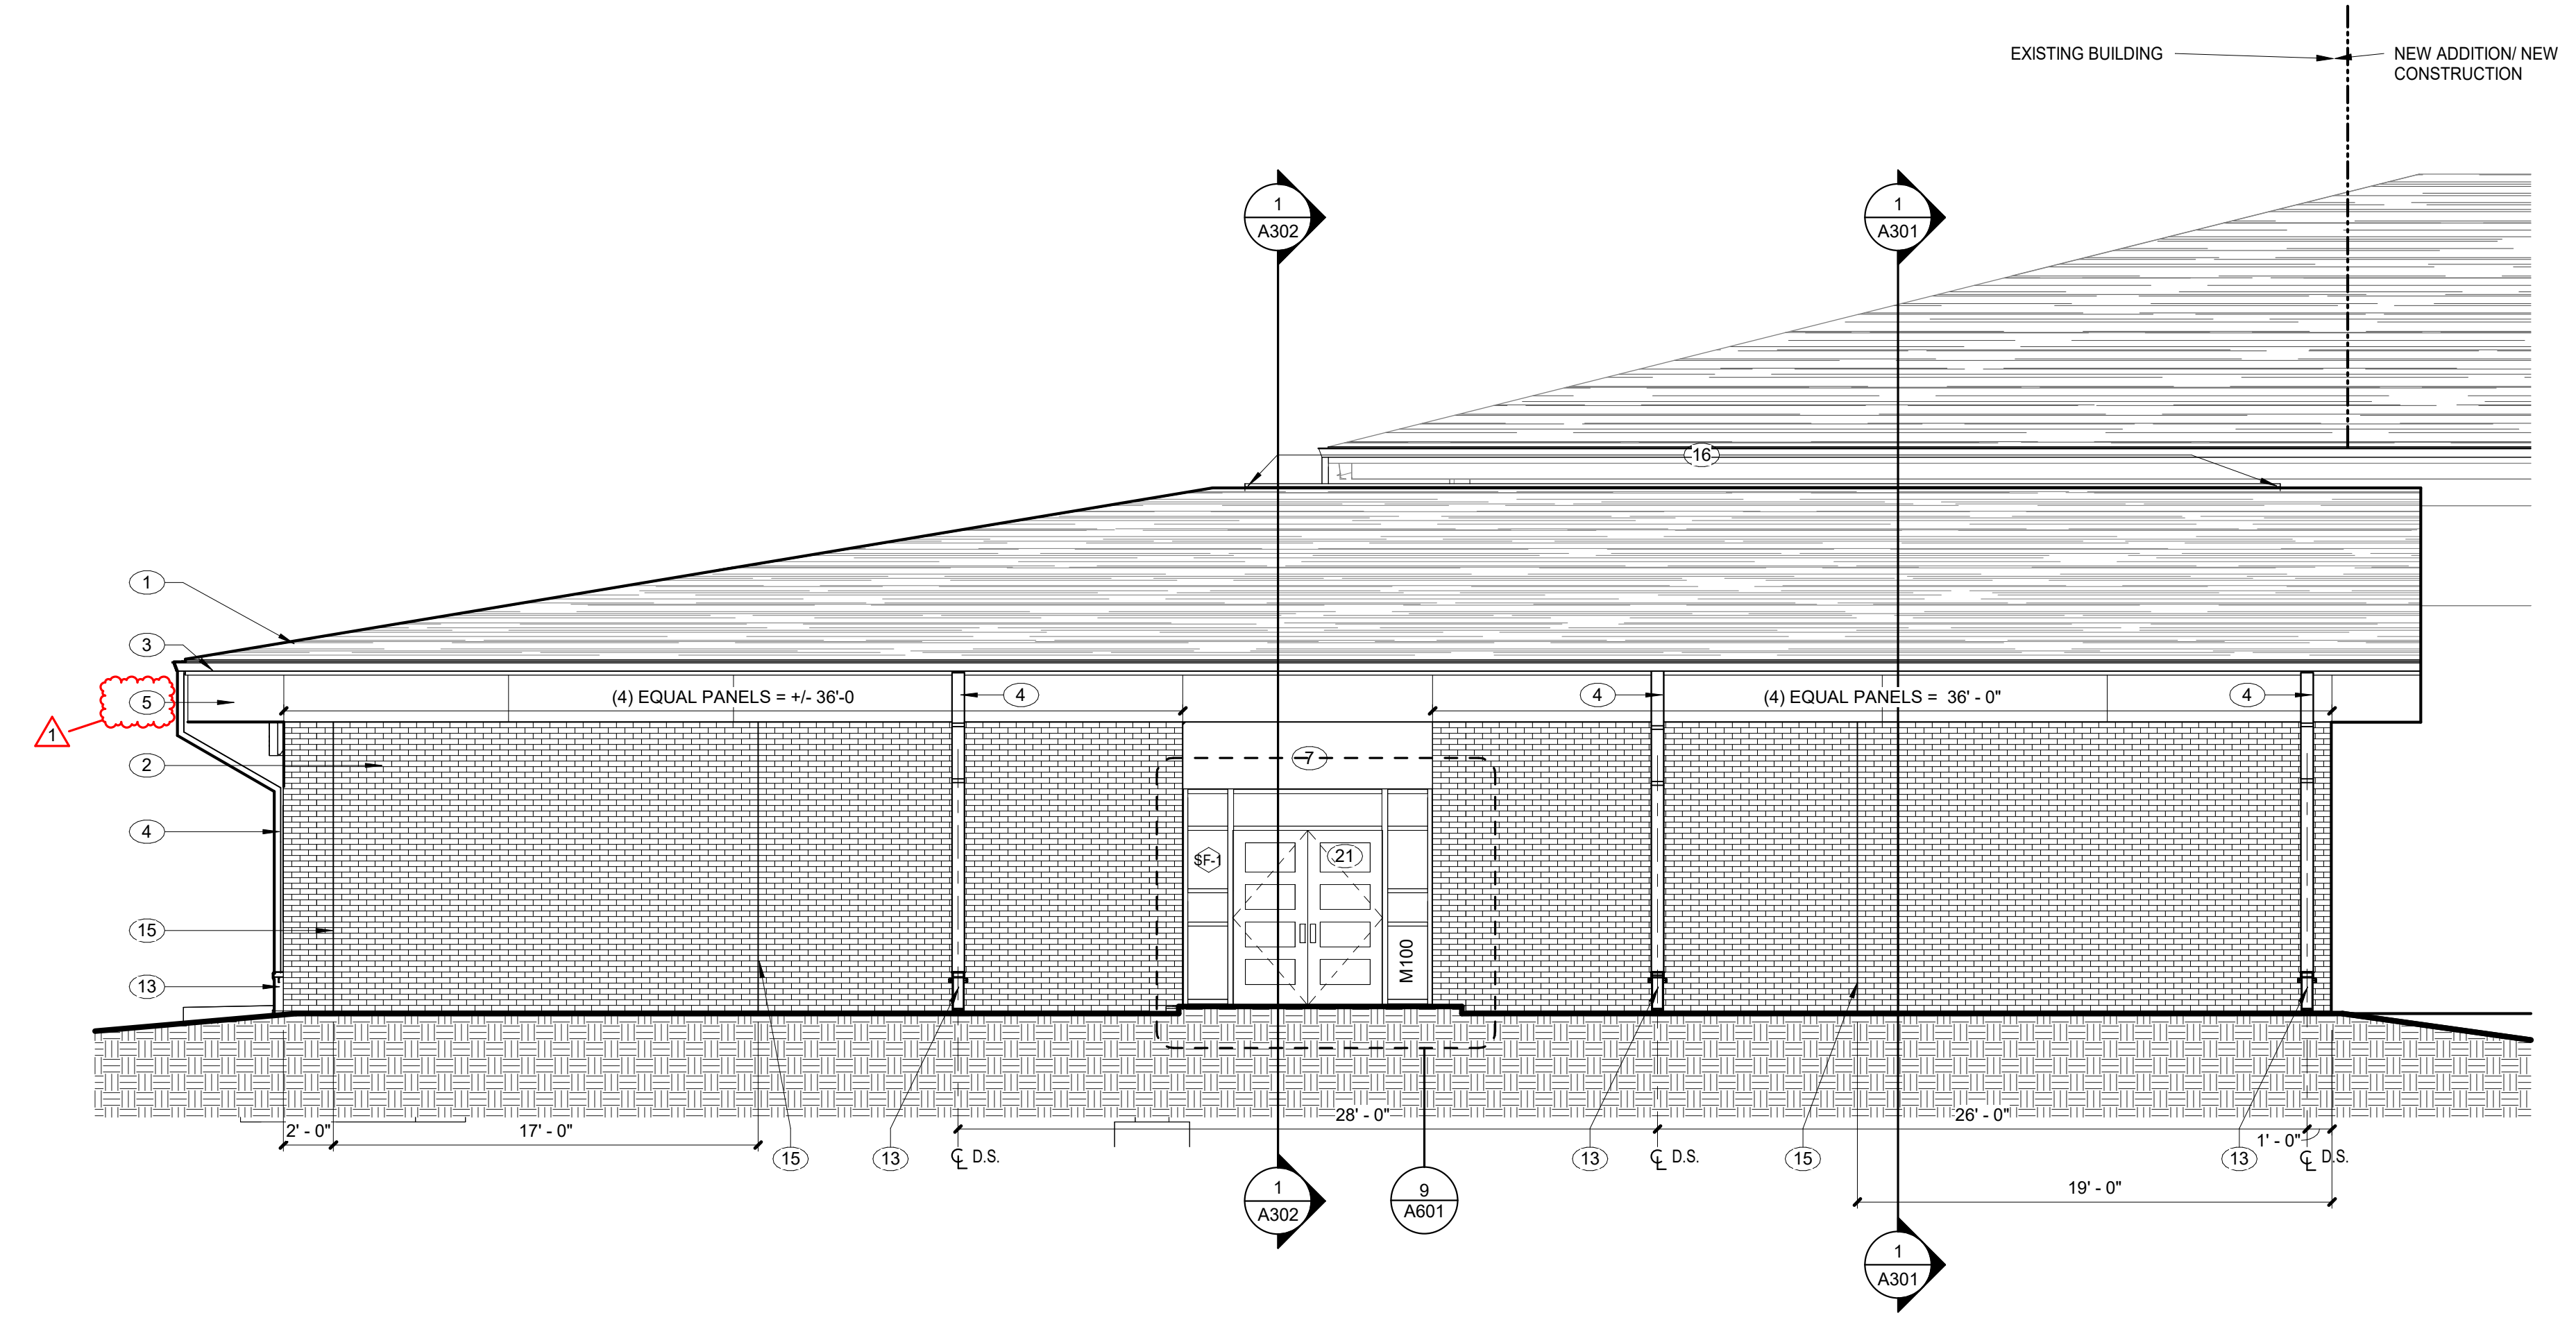 EXISTING BUILDING
NEW ADDITION/ NEW
CONSTRUCTION
1
A302
1
A301
16
1
3
5
1
(4) EQUAL PANELS = +/- 36'-0
4
4
(4) EQUAL PANELS = 36' - 0"
4
2
7
4
SF-1
21
15
M100
13
28' - 0"
26' - 0"
2' - 0"
17' - 0"
1' - 0"
15
13
℄ D.S.
13
℄ D.S.
15
13
℄ D.S.
19' - 0"
1
A302
9
A601
1
A301